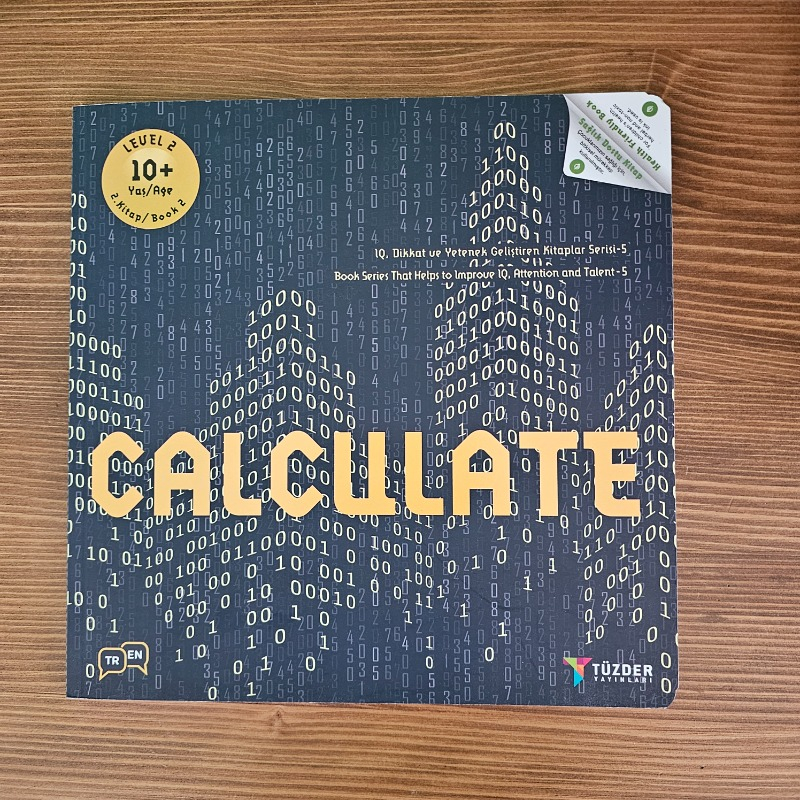 LEVEL 2
10+
Yaş/Age
2.Kitap/ Book 2
Sağlık Dostu Kitap
Health Friendly Book
IQ, Dikkat ve Yetenek Geliştiren Kitaplar Serisi-5
Book Series That Helps to Improve IQ, Attention and Talent-5
CALCULATE
TR EN
TÜZDER
YAYINLARI